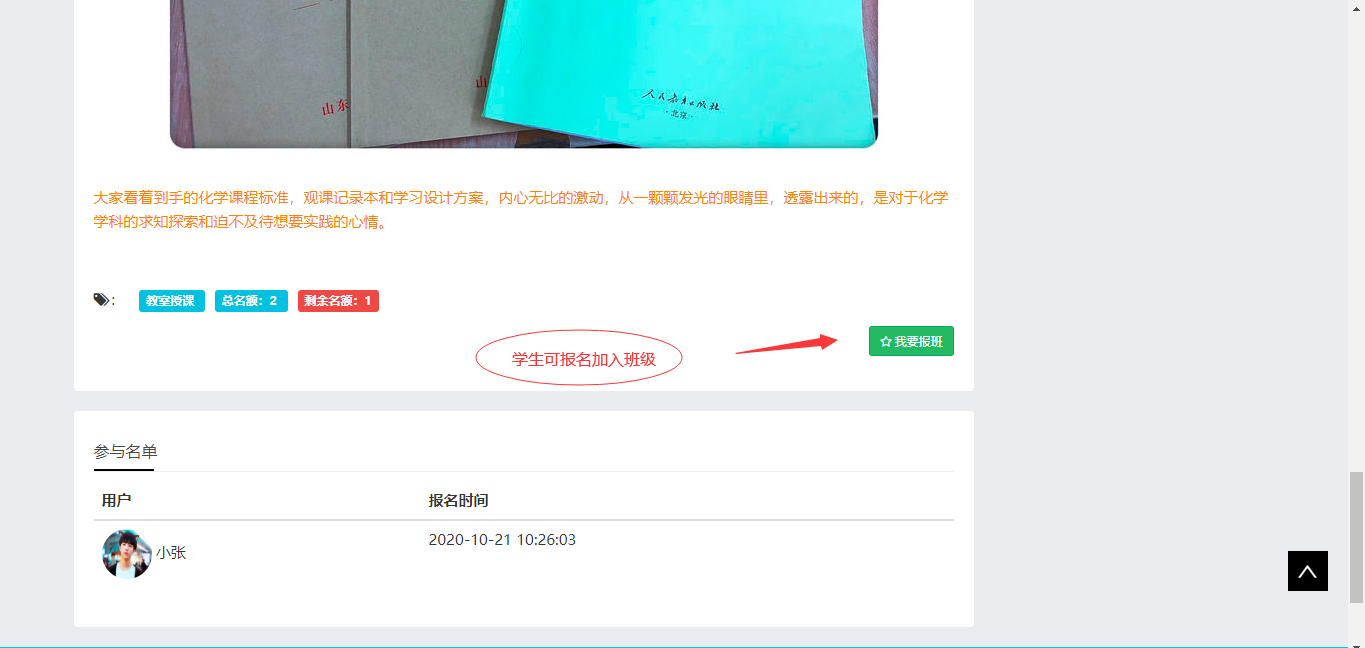 山东
山
人民教育出版社
·北京·
大家看着到手的化学课程标准，观课记录本和学习设计方案，内心无比的激动，从一颗颗发光的眼睛里，透露出来的，是对于化学
学科的求知探索和迫不及待想要实践的心情。
: 教室授课 总名额：2 剩余名额：1
学生可报名加入班级
我要报班
参与名单
用户 报名时间
小张 2020-10-21 10:26:03